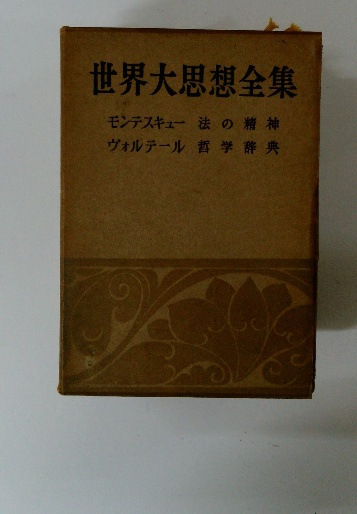 世界大思想全集
モンテスキュー 法の精神
ヴォルテール 哲学辞典